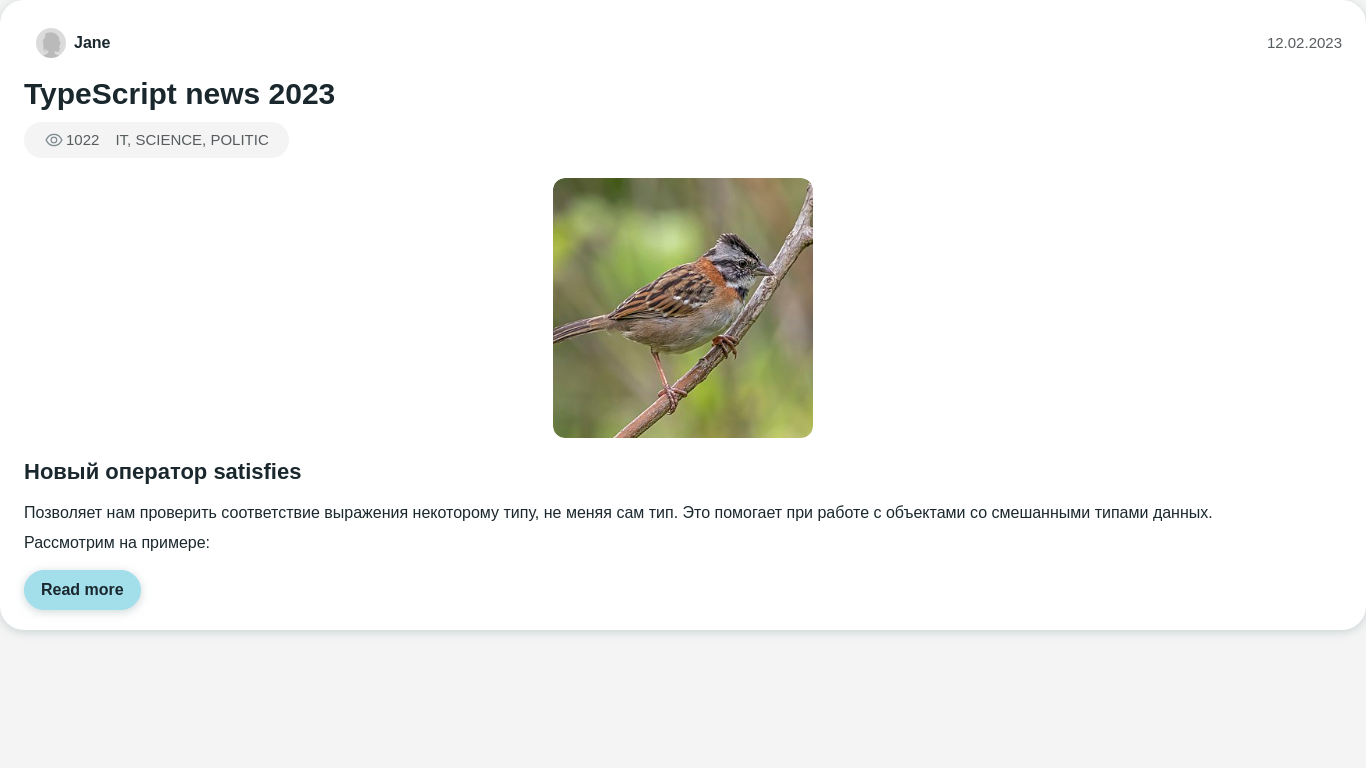 Jane
12.02.2023
TypeScript news 2023
1022 IT, SCIENCE, POLITIC
Новый оператор satisfies
Позволяет нам проверить соответствие выражения некоторому типу, не меняя сам тип. Это помогает при работе с объектами со смешанными типами данных.
Рассмотрим на примере:
Read more